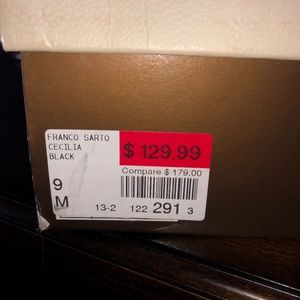 FRANCO SARTO
CECILIA
BLACK
$ 129.99
Compare $ 179.00
9
M
13-2 122 291 3